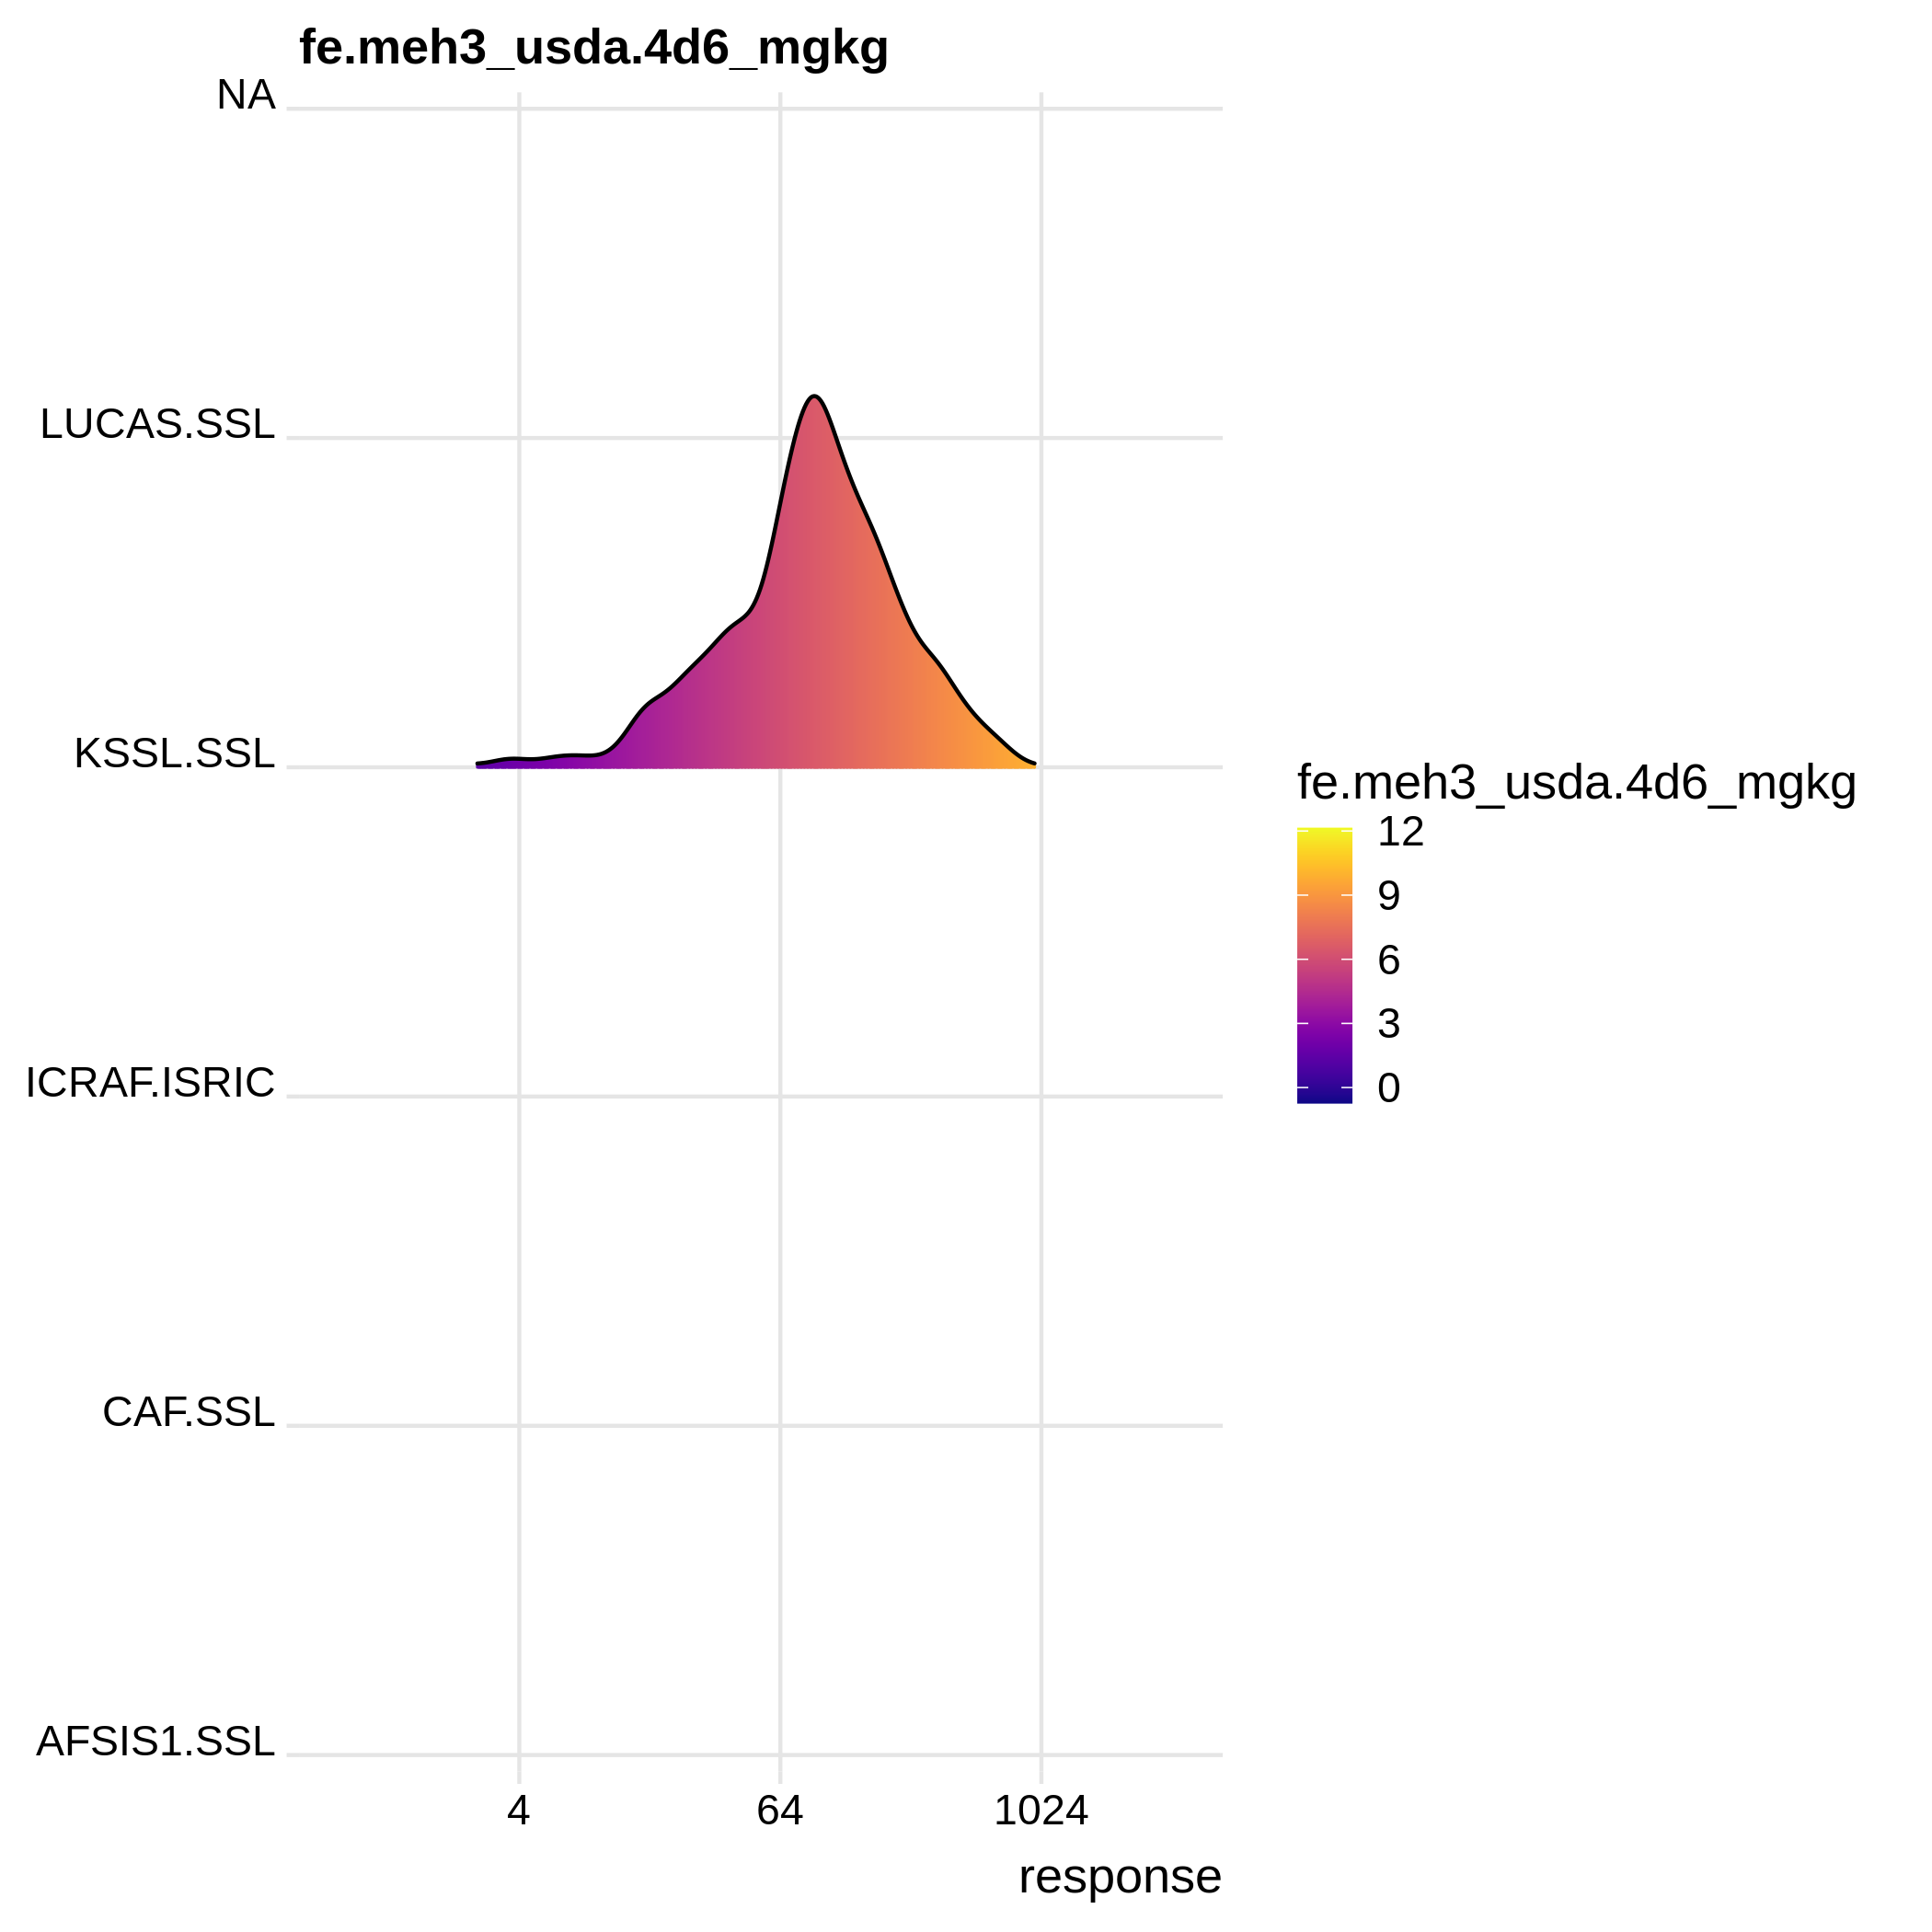 fe.meh3_usda.4d6_mgkg
NA
LUCAS.SSL
KSSL.SSL
ICRAF.ISRIC
CAF.SSL
AFSIS1.SSL
4 64 1024
response
fe.meh3_usda.4d6_mgkg
12
9
6
3
0